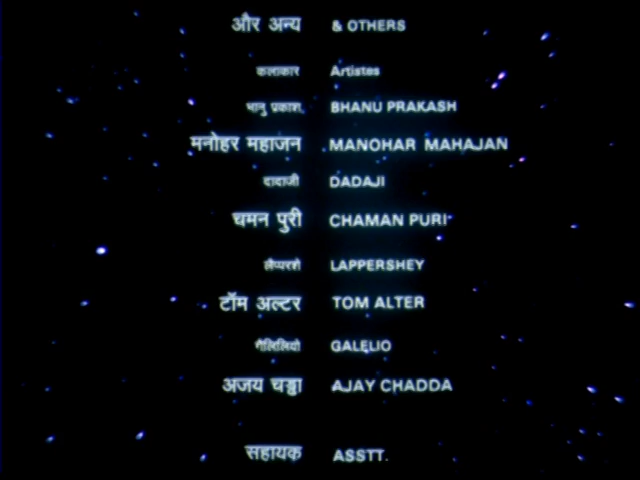 और अन्य & OTHERS
कलाकार Artistes
भानु प्रकाश BHANU PRAKASH
मनोहर महाजन MANOHAR MAHAJAN
दादाजी DADAJI
चमन पुरी CHAMAN PURI
लैप्परशे LAPPERSHEY
टॉम अल्टर TOM ALTER
गैलिलियो GALELIO
अजय चड्ढा AJAY CHADDA
सहायक ASSTT.